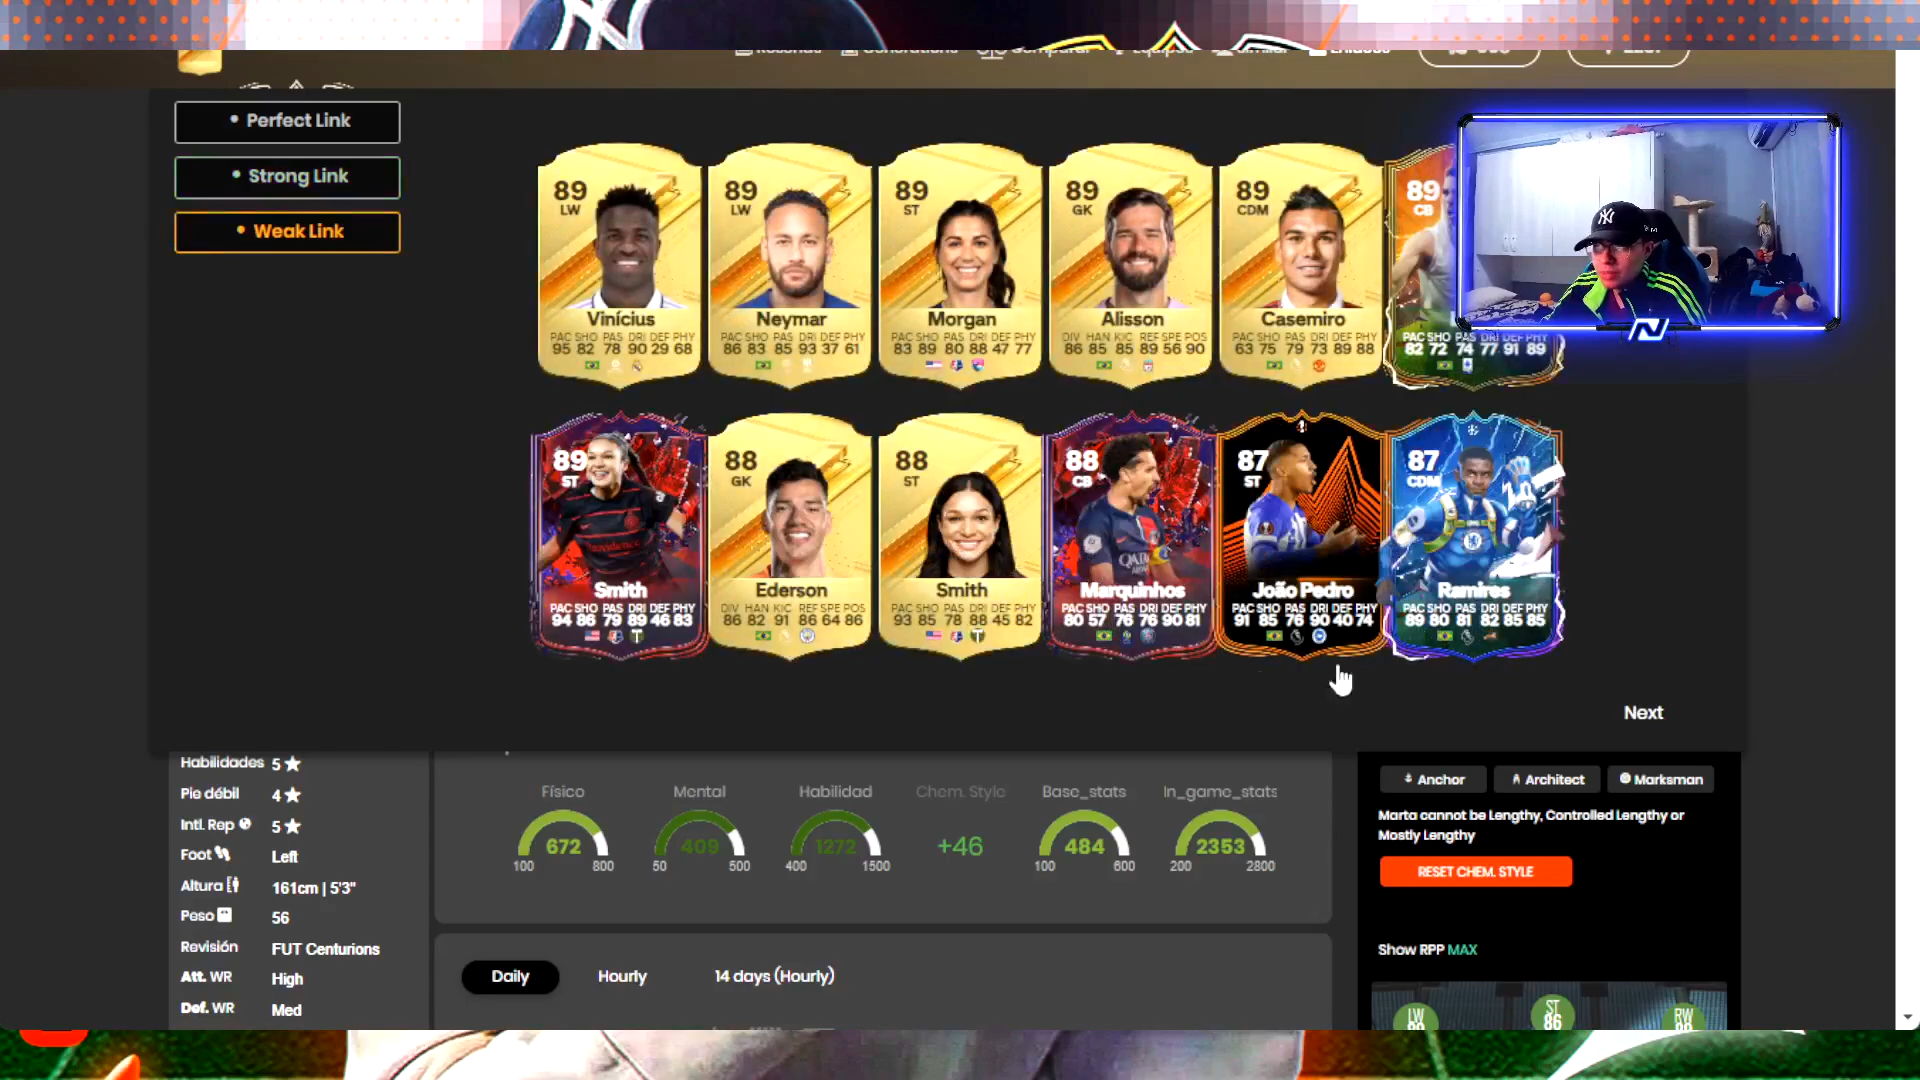 Perfect Link
Strong Link
Weak Link
89 LW Vinícius PAC SHO PAS DRI DEF PHY 95 82 78 90 29 68
89 LW Neymar PAC SHO PAS DRI DEF PHY 86 83 85 93 37 61
89 ST Morgan PAC SHO PAS DRI DEF PHY 83 89 80 88 47 77
89 GK Alisson DIV HAN KIC REF SPE POS 86 85 85 89 56 90
89 CDM Casemiro PAC SHO PAS DRI DEF PHY 63 75 79 73 89 88
89 CB PAC SHO PAS DRI DEF PHY 82 72 74 77 91 89
89 ST Smith PAC SHO PAS DRI DEF PHY 94 86 79 89 46 83
88 GK Ederson DIV HAN KIC REF SPE POS 86 82 91 86 64 86
88 ST Smith PAC SHO PAS DRI DEF PHY 93 85 78 88 45 82
88 CB Marquinhos PAC SHO PAS DRI DEF PHY 80 57 76 76 90 81
87 ST João Pedro PAC SHO PAS DRI DEF PHY 91 85 76 90 40 74
87 CDM Ramires PAC SHO PAS DRI DEF PHY 89 80 81 82 85 85
Next
Habilidades 5
Pie débil 4
Intl. Rep 5
Foot Left
Altura 161cm | 5'3"
Peso 56
Revisión FUT Centurions
Att. WR High
Def. WR Med
Físico Mental Habilidad Chem. Style Base_stats In_game_stats
672 409 1272 +46 484 2353
100 800 50 500 400 1500 100 600 200 2800
Daily Hourly 14 days (Hourly)
Anchor Architect Marksman
Marta cannot be Lengthy, Controlled Lengthy or
Mostly Lengthy
RESET CHEM. STYLE
Show RPP MAX
LW ST RW
86